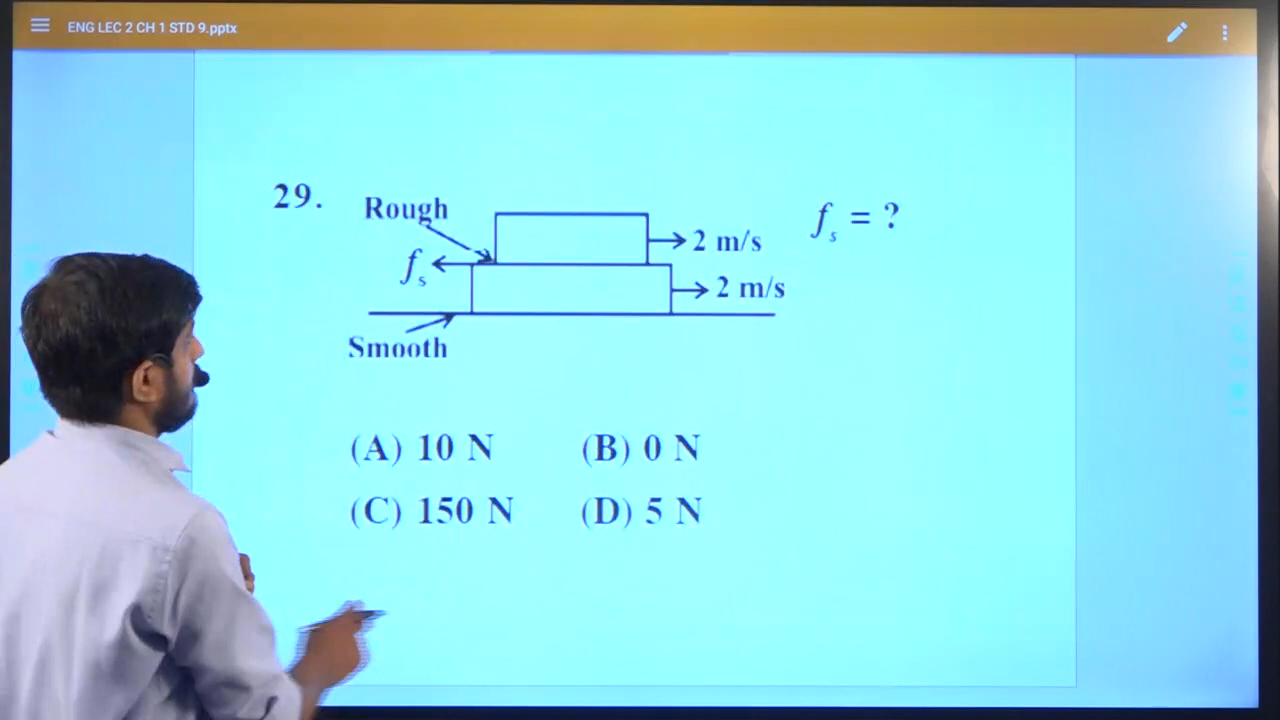 ENG LEC 2 CH 1 STD 9.pptx
29.
Rough
fs = ?
2 m/s
fs
2 m/s
Smooth
(A) 10 N (B) 0 N
(C) 150 N (D) 5 N